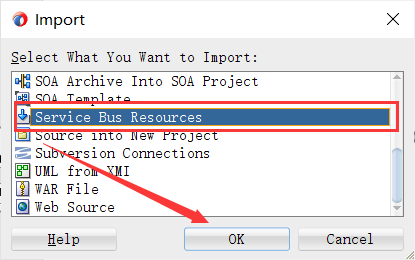 Import
Select What You Want to Import:
SOA Archive Into SOA Project
SOA Template
Service Bus Resources
Source into New Project
Subversion Connections
UML from XMI
WAR File
Web Source
Help
OK
Cancel